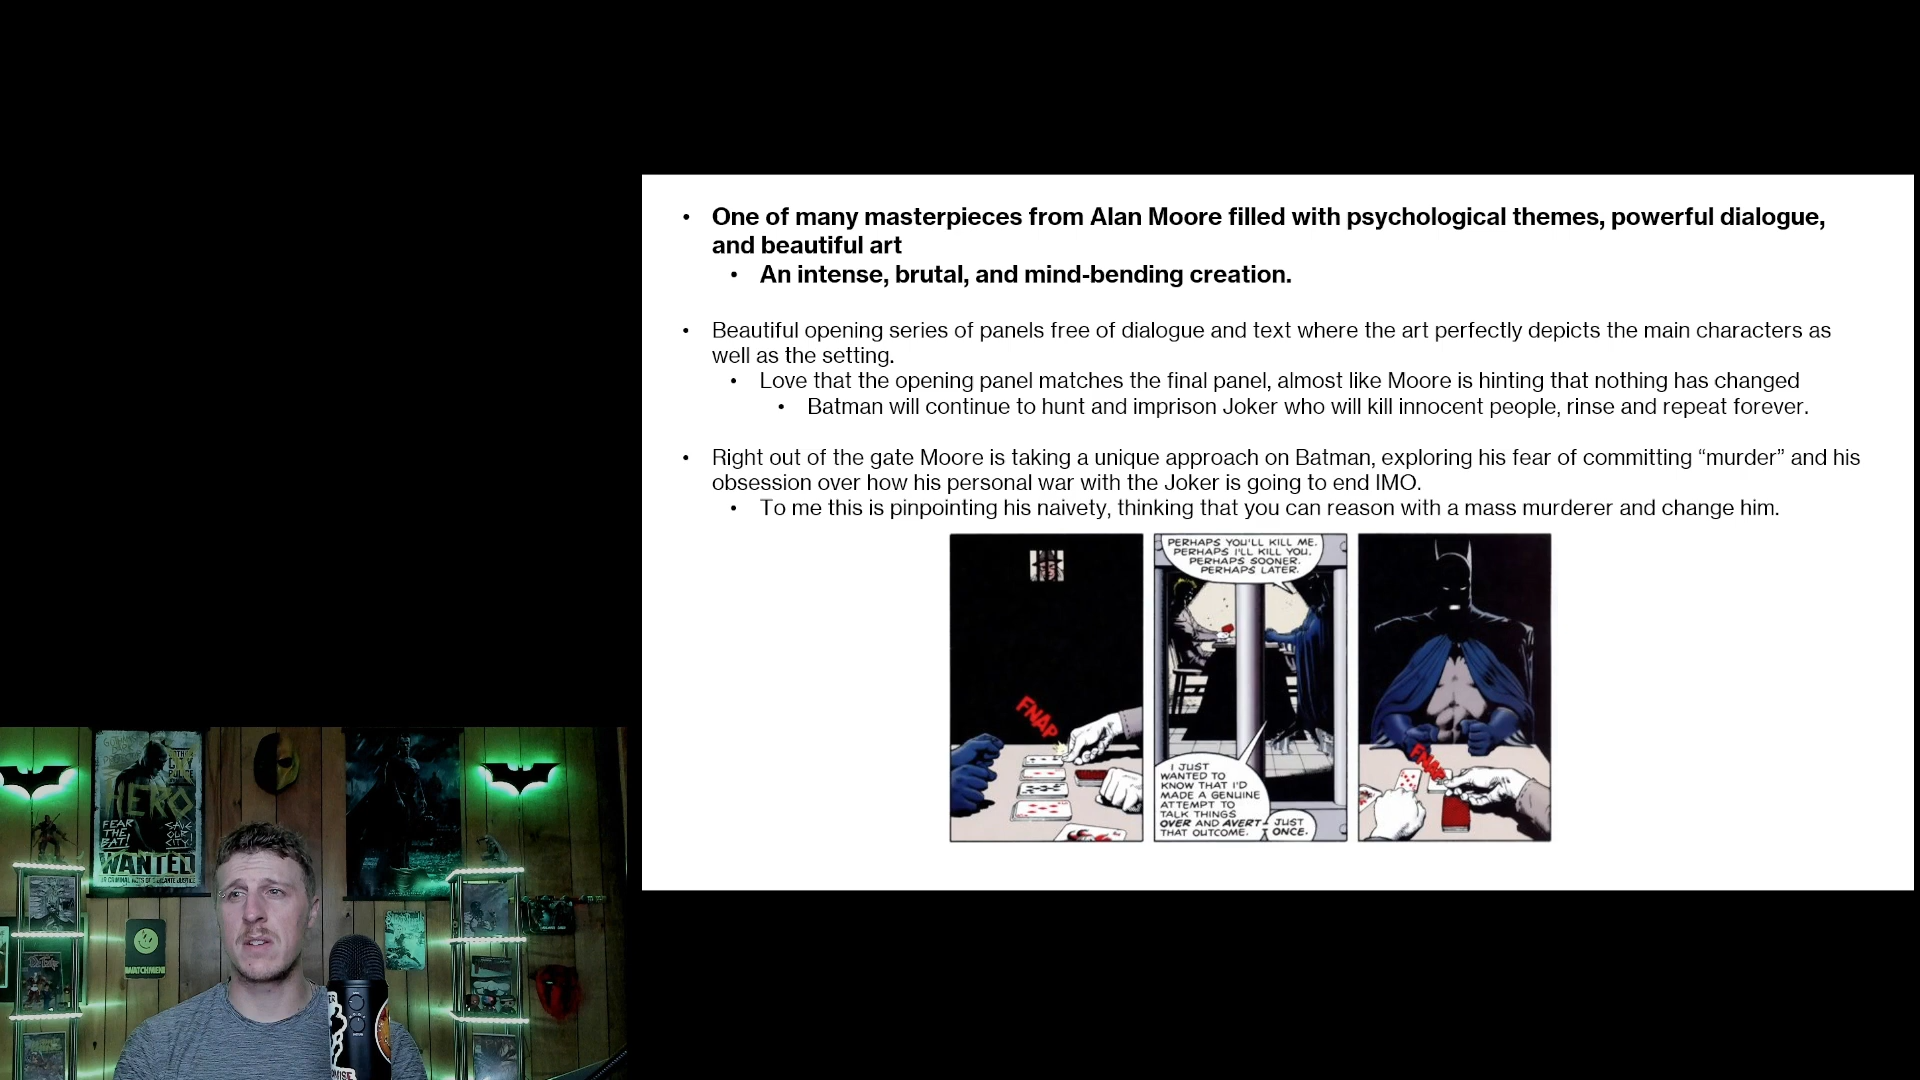 • One of many masterpieces from Alan Moore filled with psychological themes, powerful dialogue,
and beautiful art
• An intense, brutal, and mind-bending creation.
• Beautiful opening series of panels free of dialogue and text where the art perfectly depicts the main characters as
well as the setting.
• Love that the opening panel matches the final panel, almost like Moore is hinting that nothing has changed
• Batman will continue to hunt and imprison Joker who will kill innocent people, rinse and repeat forever.
• Right out of the gate Moore is taking a unique approach on Batman, exploring his fear of committing “murder” and his
obsession over how his personal war with the Joker is going to end IMO.
• To me this is pinpointing his naivety, thinking that you can reason with a mass murderer and change him.
FNAP
PERHAPS YOU'LL KILL ME.
PERHAPS I'LL KILL YOU.
PERHAPS SOONER.
PERHAPS LATER.
I JUST
WANTED TO
KNOW THAT I'D
MADE A GENUINE
ATTEMPT TO
TALK THINGS
OVER AND AVERT
THAT OUTCOME.
JUST
ONCE.
FNAP
HERO
FEAR
THE
BAT!
SAVE
OUR
CITY!
WANTED
WATCHMEN